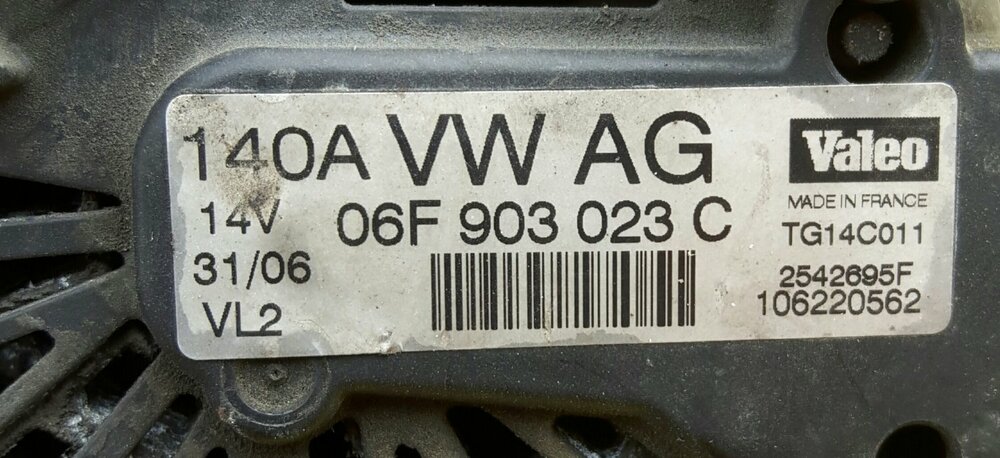 140A VW AG
14V 06F 903 023 C
31/06
VL2
Valeo
MADE IN FRANCE
TG14C011
2542695F
106220562